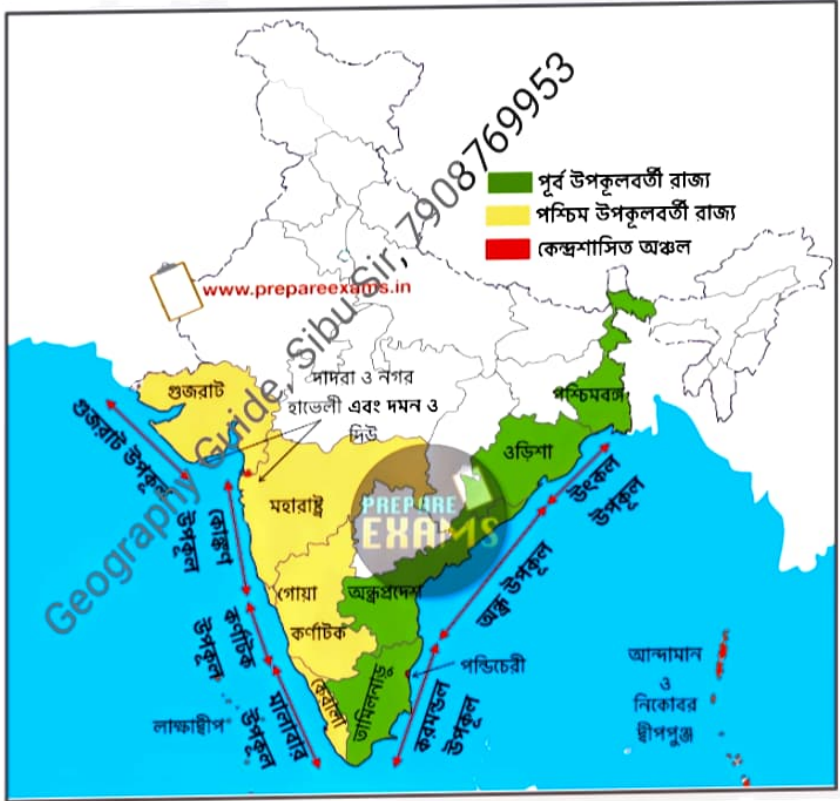 Geography Guide, Sibu Sir, 7908769953
পূর্ব উপকূলবর্তী রাজ্য
পশ্চিম উপকূলবর্তী রাজ্য
কেন্দ্রশাসিত অঞ্চল
www.prepareexams.in
দাদরা ও নগর
হাভেলী এবং দমন ও
দিউ
গুজরাট
গুজরাট উপকূল
পশ্চিমবঙ্গ
ওড়িশা
উৎকল
উপকূল
মহারাষ্ট্র
PREPARE
EXAMS
কোঙ্কণ
উপকূল
গোয়া
অন্ধ্রপ্রদেশ
অন্ধ্র উপকূল
কর্ণাটক
কর্ণাটক
উপকূল
পন্ডিচেরী
কেরালা
তামিলনাড়ু
করমন্ডল
উপকূল
লাক্ষাদ্বীপ
মালাবার
উপকূল
আন্দামান
ও
নিকোবর
দ্বীপপুঞ্জ